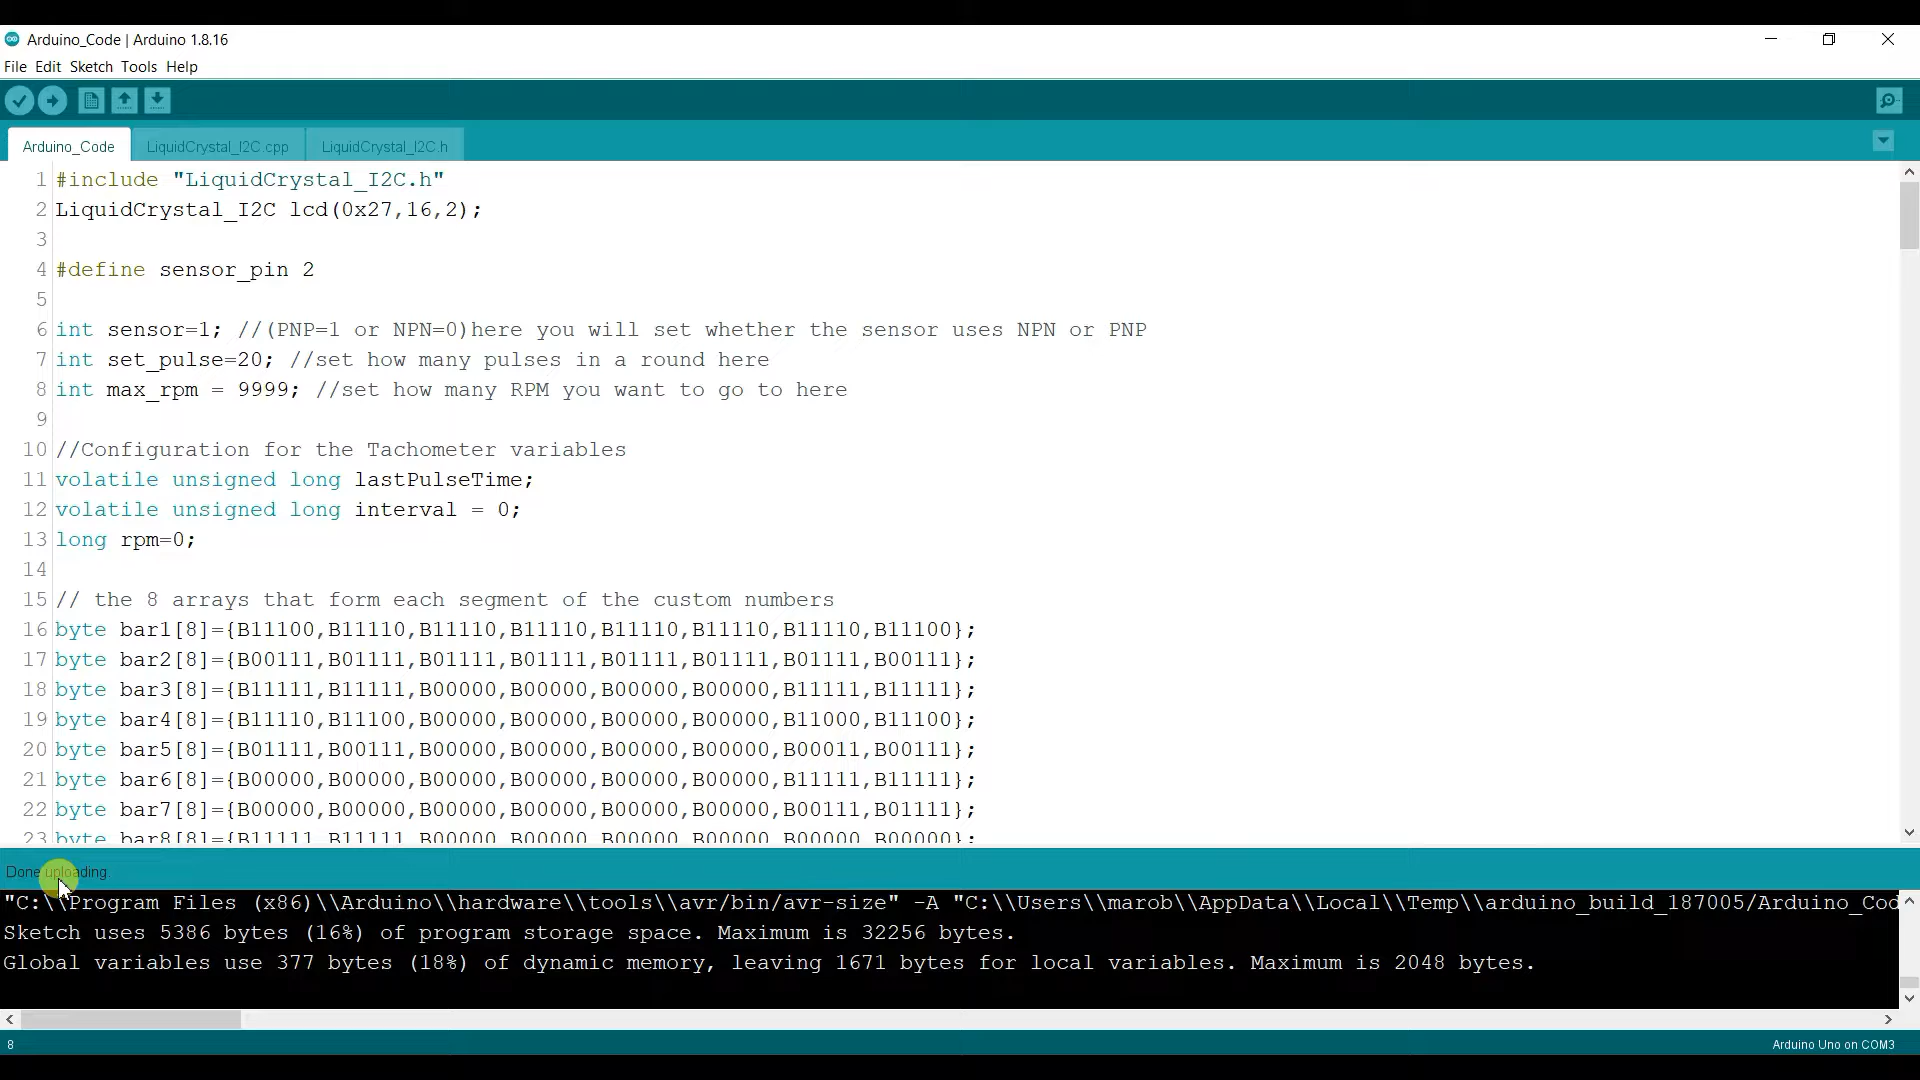 Arduino_Code | Arduino 1.8.16
File Edit Sketch Tools Help
Arduino_Code LiquidCrystal_I2C.cpp LiquidCrystal_I2C.h
1 #include "LiquidCrystal_I2C.h"
2 LiquidCrystal_I2C lcd(0x27,16,2);
3
4 #define sensor_pin 2
5
6 int sensor=1; //(PNP=1 or NPN=0)here you will set whether the sensor uses NPN or PNP
7 int set_pulse=20; //set how many pulses in a round here
8 int max_rpm = 9999; //set how many RPM you want to go to here
9
10 //Configuration for the Tachometer variables
11 volatile unsigned long lastPulseTime;
12 volatile unsigned long interval = 0;
13 long rpm=0;
14
15 // the 8 arrays that form each segment of the custom numbers
16 byte bar1[8]={B11100,B11110,B11110,B11110,B11110,B11110,B11110,B11100};
17 byte bar2[8]={B00111,B01111,B01111,B01111,B01111,B01111,B01111,B00111};
18 byte bar3[8]={B11111,B11111,B00000,B00000,B00000,B00000,B11111,B11111};
19 byte bar4[8]={B11110,B11100,B00000,B00000,B00000,B00000,B11000,B11100};
20 byte bar5[8]={B01111,B00111,B00000,B00000,B00000,B00000,B00011,B00111};
21 byte bar6[8]={B00000,B00000,B00000,B00000,B00000,B00000,B11111,B11111};
22 byte bar7[8]={B00000,B00000,B00000,B00000,B00000,B00000,B00111,B01111};
23 byte bar8[8]={B11111,B11111,B00000,B00000,B00000,B00000,B00000,B00000};
Done uploading.
"C:\\Program Files (x86)\\Arduino\\hardware\\tools\\avr/bin/avr-size" -A "C:\\Users\\marob\\AppData\\Local\\Temp\\arduino_build_187005/Arduino_Cod
Sketch uses 5386 bytes (16%) of program storage space. Maximum is 32256 bytes.
Global variables use 377 bytes (18%) of dynamic memory, leaving 1671 bytes for local variables. Maximum is 2048 bytes.
8 Arduino Uno on COM3